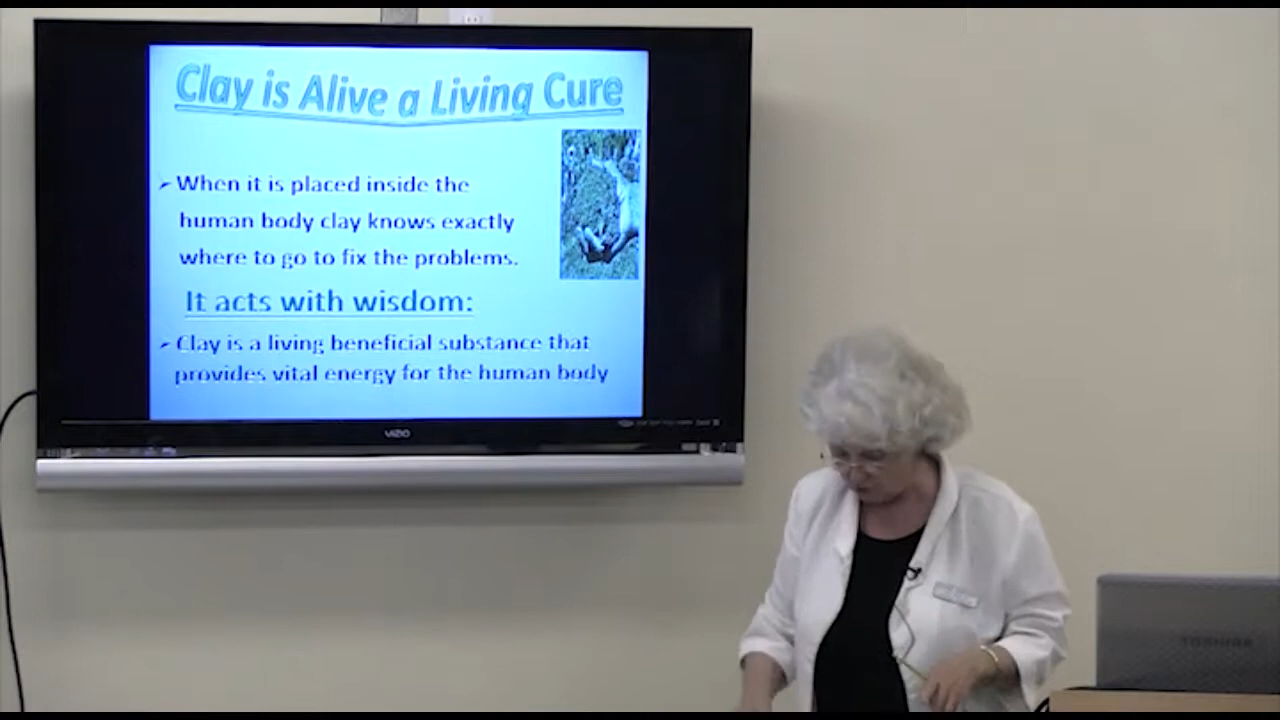 Clay is Alive a Living Cure
➢ When it is placed inside the
human body clay knows exactly
where to go to fix the problems.
It acts with wisdom:
➢ Clay is a living beneficial substance that
provides vital energy for the human body
VIZIO
TOSHIBA